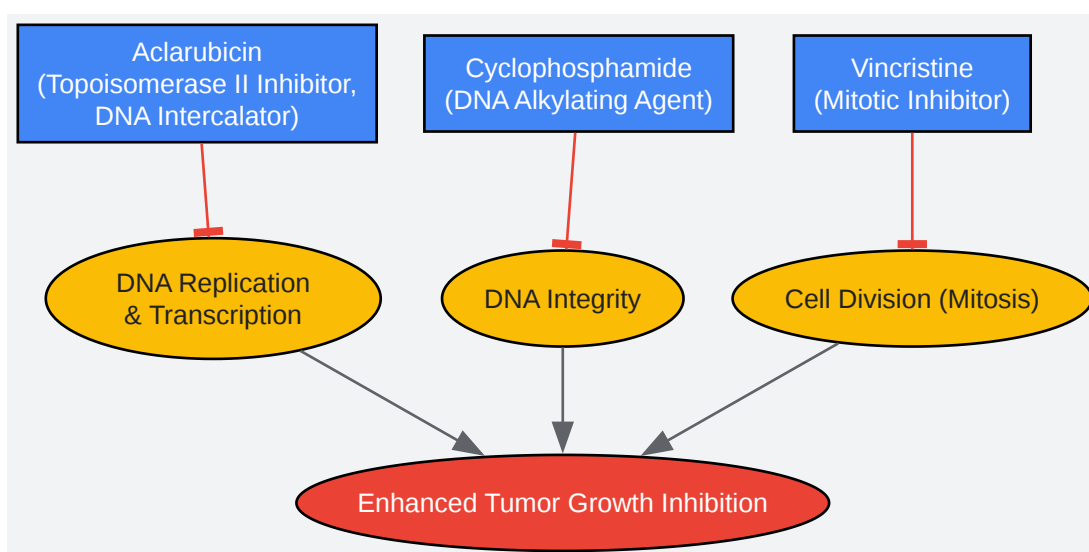 Aclarubicin
(Topoisomerase II Inhibitor,
DNA Intercalator)
Cyclophosphamide
(DNA Alkylating Agent)
Vincristine
(Mitotic Inhibitor)
DNA Replication
& Transcription
DNA Integrity
Cell Division (Mitosis)
Enhanced Tumor Growth Inhibition